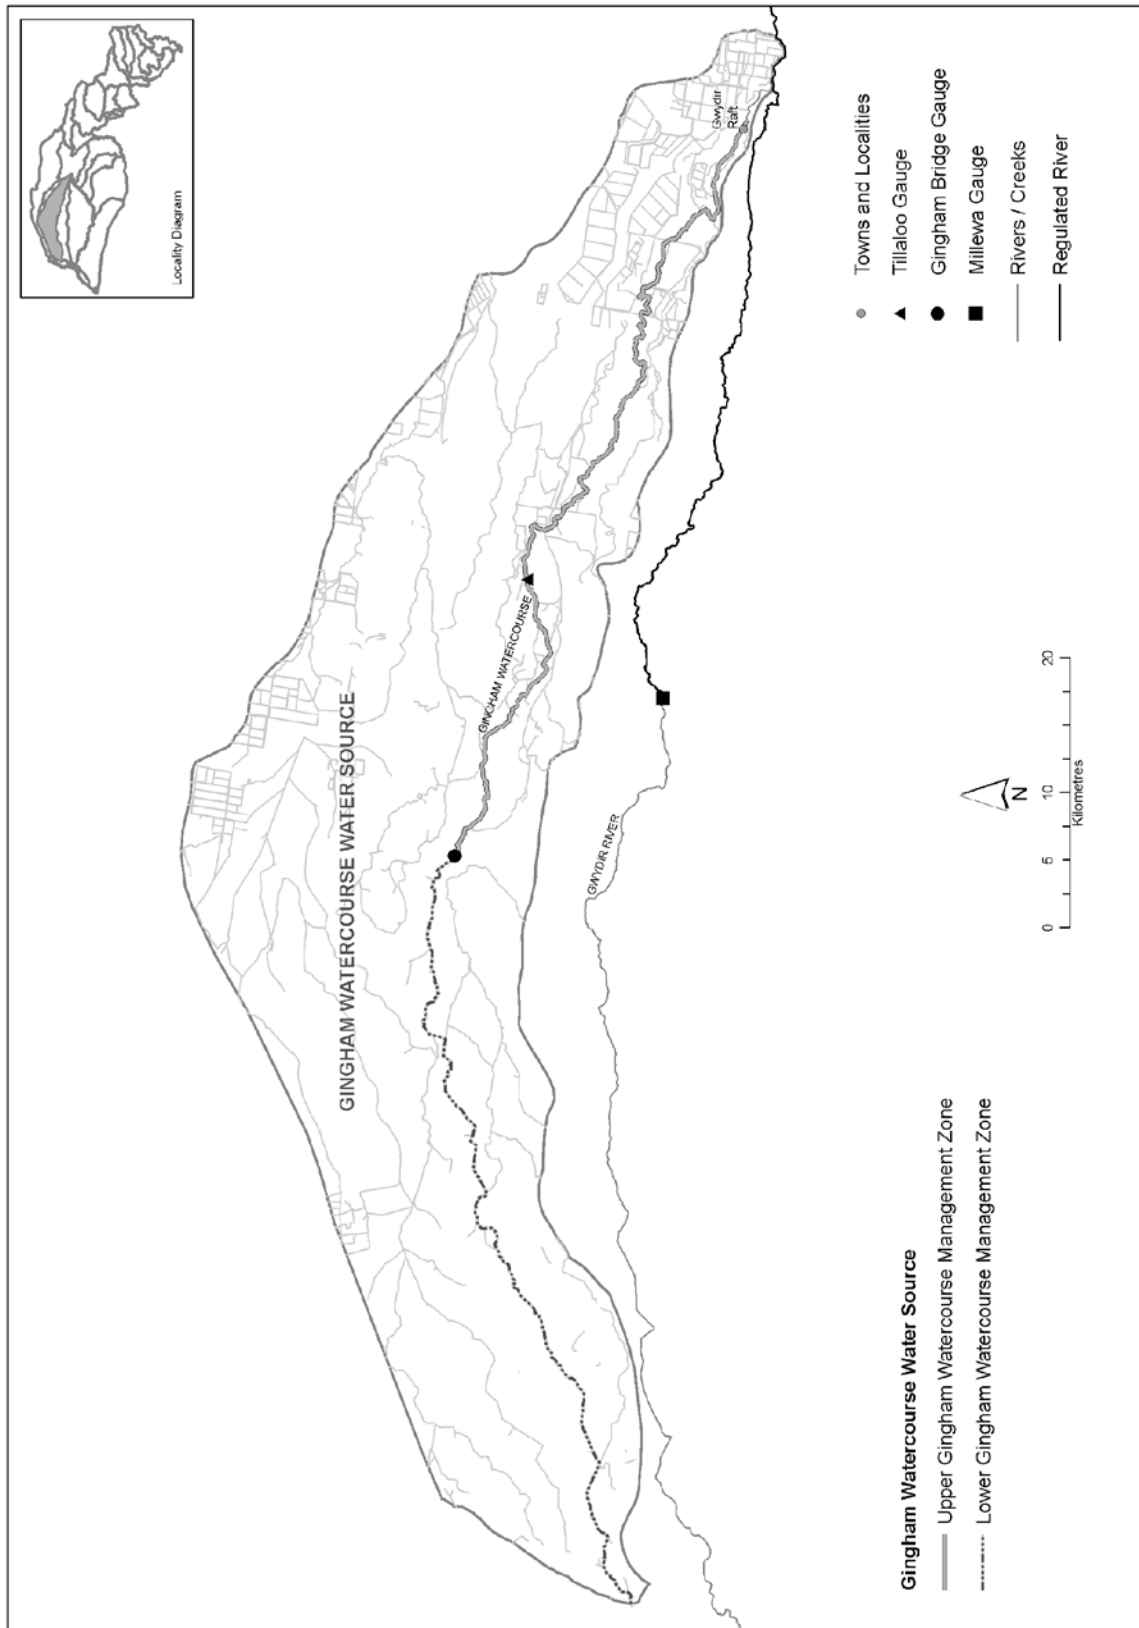 Locality Diagram
GINGHAM WATERCOURSE WATER SOURCE
GINGHAM WATERCOURSE
Gwydir
Raft
GWYDIR RIVER
Gingham Watercourse Water Source
Upper Gingham Watercourse Management Zone
Lower Gingham Watercourse Management Zone
N
0 5 10 20
Kilometres
Towns and Localities
Tillaloo Gauge
Gingham Bridge Gauge
Millewa Gauge
Rivers / Creeks
Regulated River